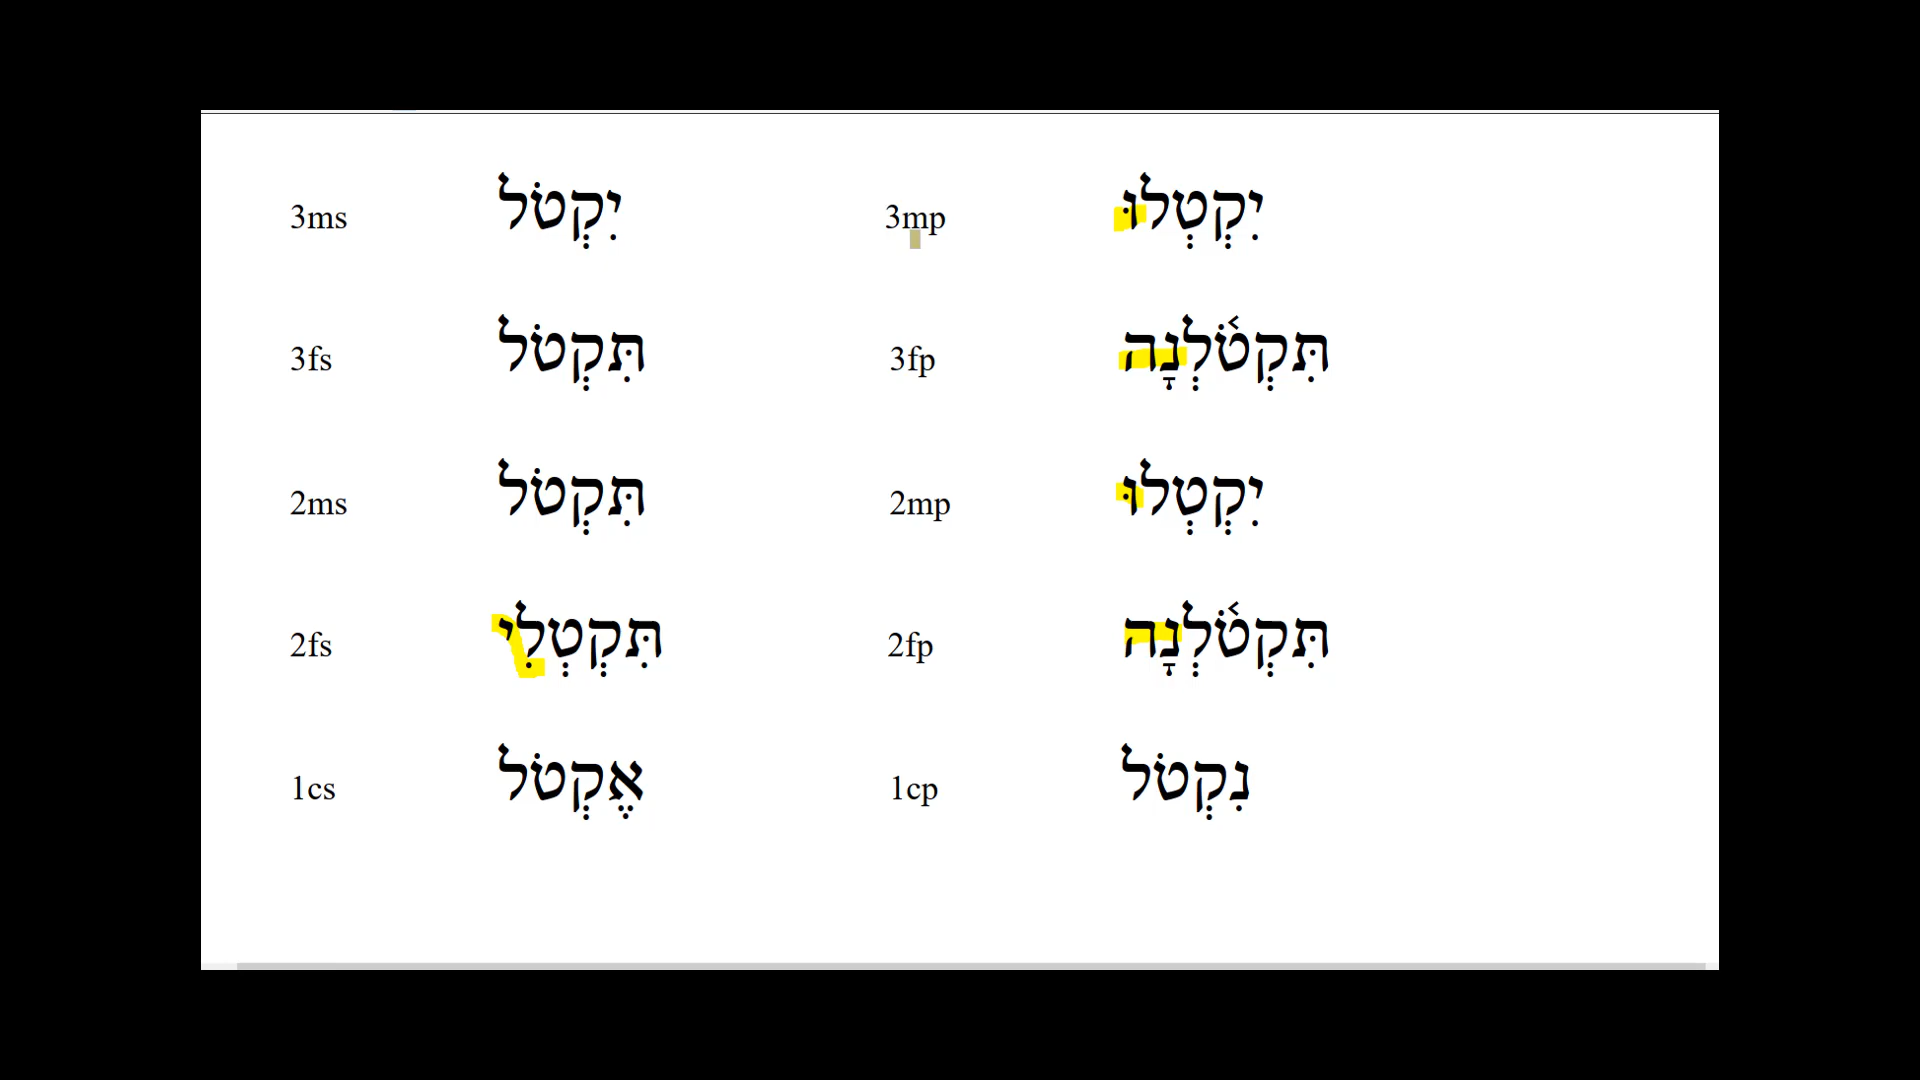 3ms יִקְטֹל 3mp יִקְטְלוּ
3fs תִּקְטֹל 3fp תִּקְטֹ֫לְנָה
2ms תִּקְטֹל 2mp יִקְטְלוּ
2fs תִּקְטְלִי 2fp תִּקְטֹ֫לְנָה
1cs אֶקְטֹל 1cp נִקְטֹל